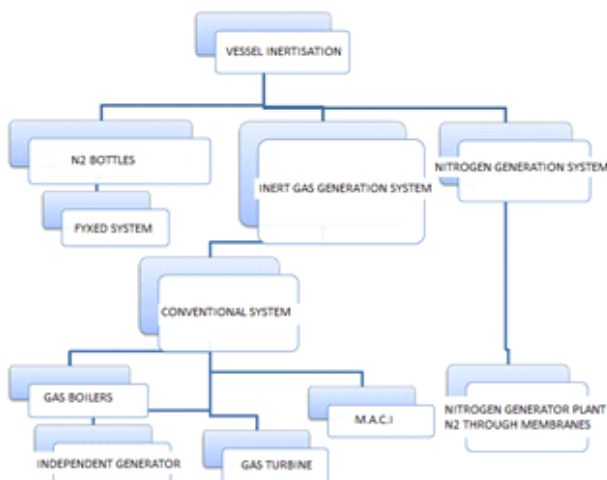 VESSEL INERTISATION
N2 BOTTLES
INERT GAS GENERATION SYSTEM
NITROGEN GENERATION SYSTEM
FYXED SYSTEM
CONVENTIONAL SYSTEM
GAS BOILERS
M.A.C.I
NITROGEN GENERATOR PLANT
N2 THROUGH MEMBRANES
INDEPENDENT GENERATOR
GAS TURBINE